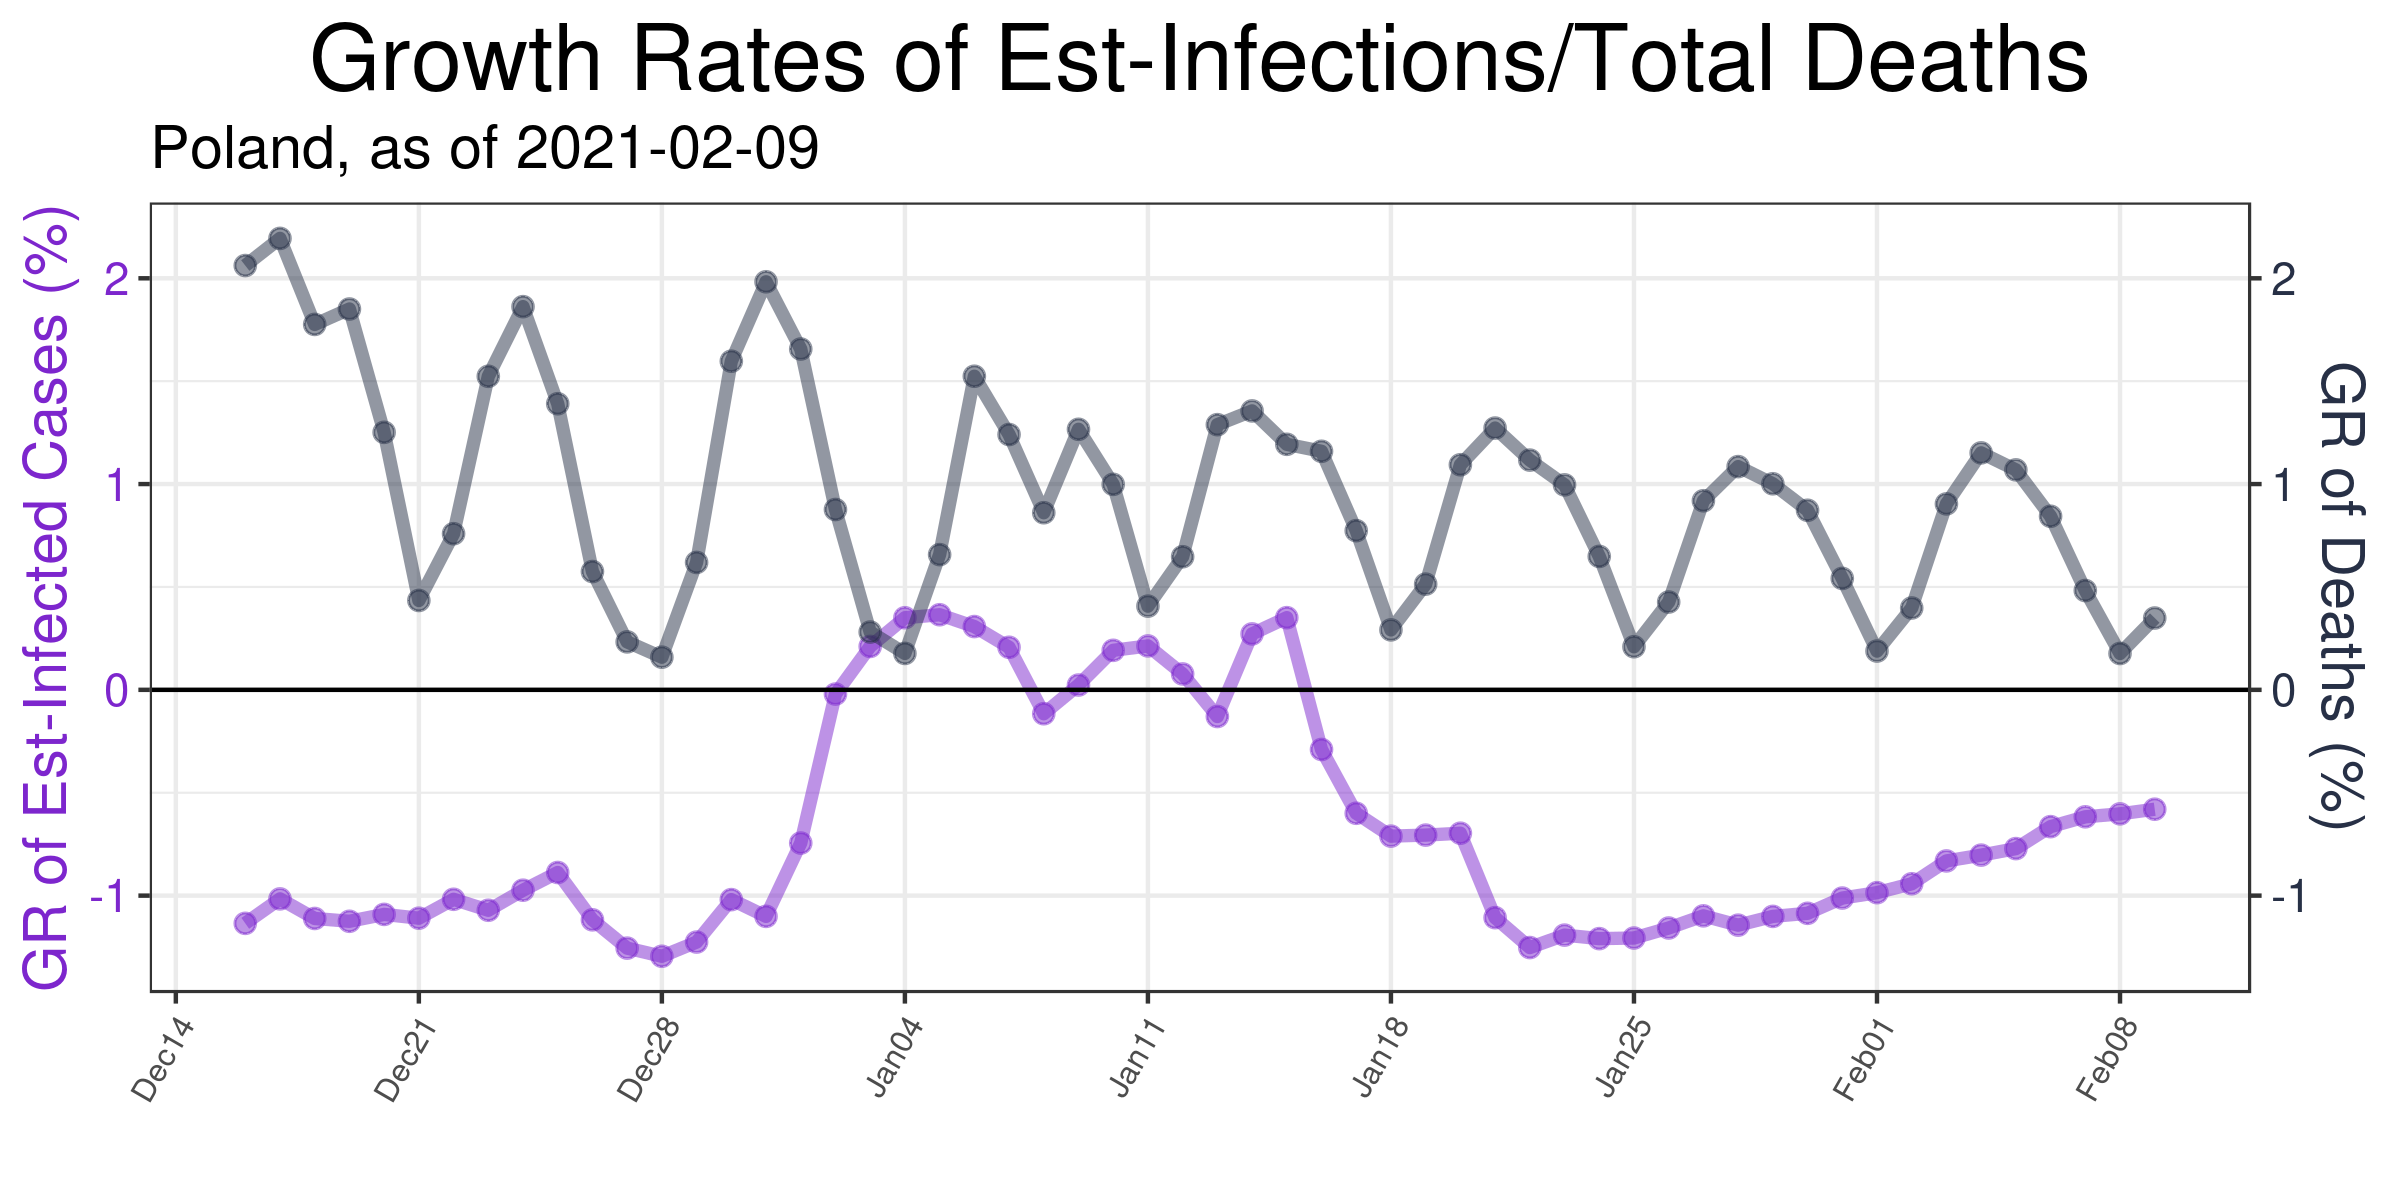 Growth Rates of Est-Infections/Total Deaths
Poland, as of 2021-02-09
GR of Est-Infected Cases (%)
2
1
0
-1
2
1
0
-1
GR of Deaths (%)
Dec14
Dec21
Dec28
Jan04
Jan11
Jan18
Jan25
Feb01
Feb08